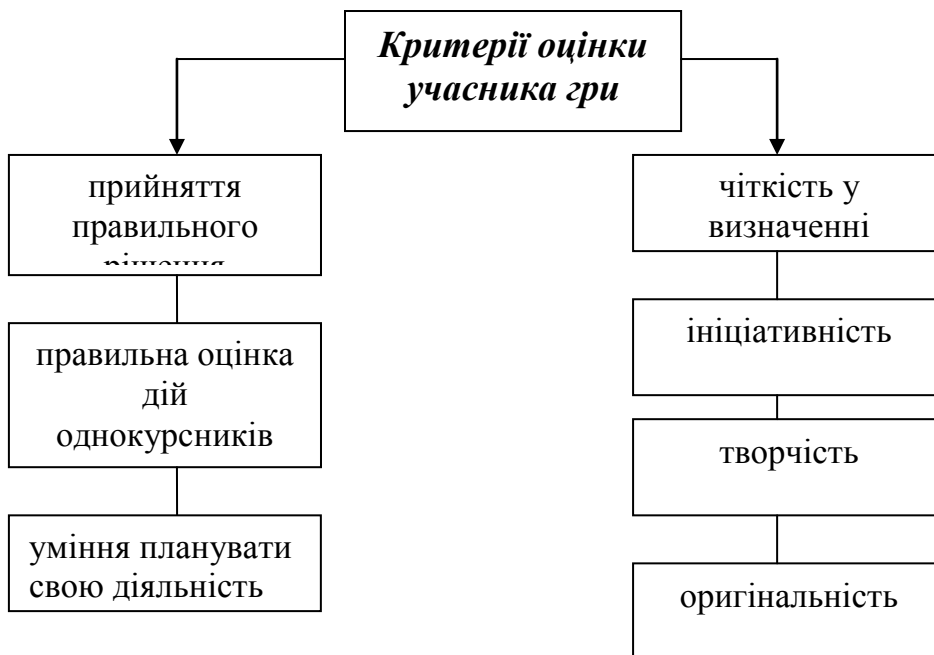 Критерії оцінки
учасника гри
прийняття
правильного
рішення
правильна оцінка
дій
однокурсників
уміння планувати
свою діяльність
чіткість у
визначенні
ініціативність
творчість
оригінальність